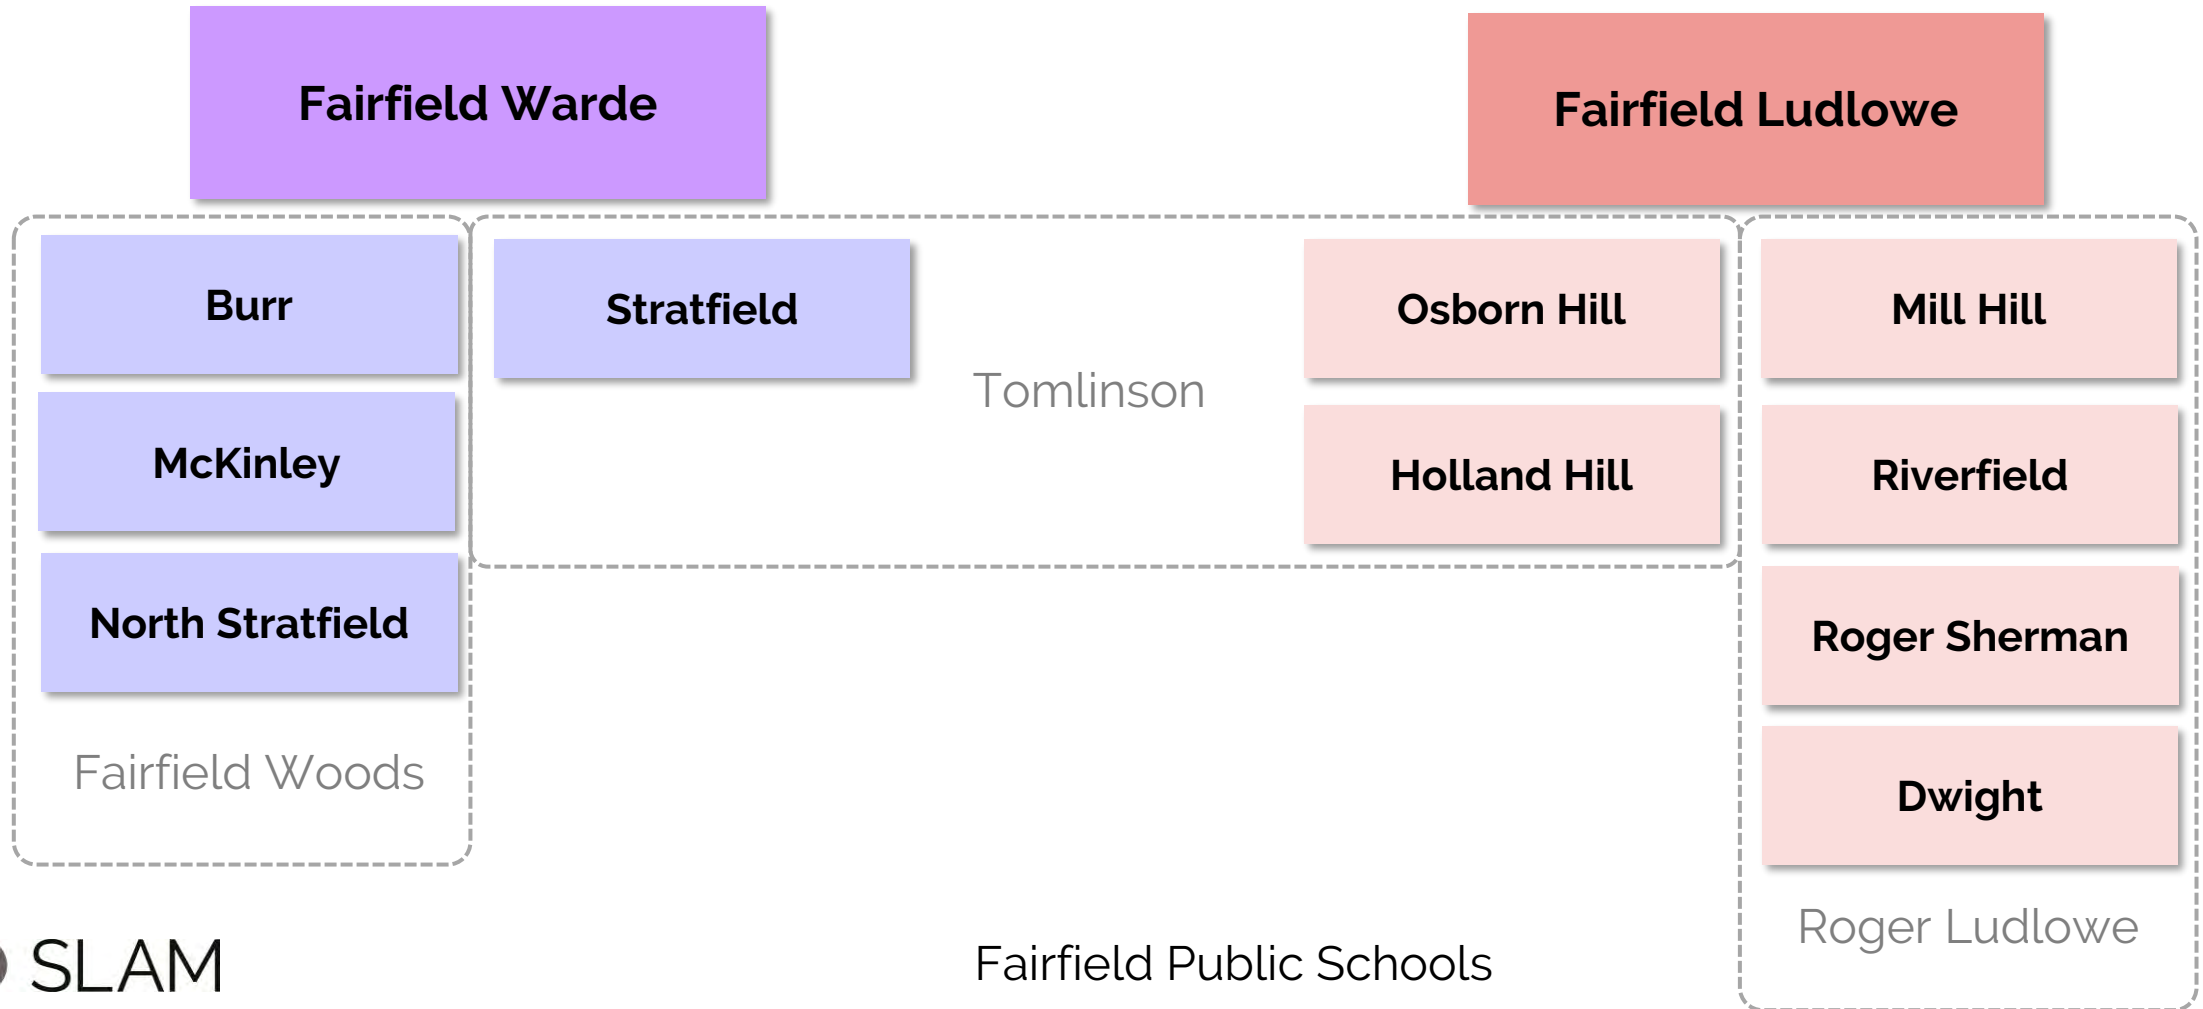 Fairfield Warde
Fairfield Ludlowe
Burr
Stratfield
Osborn Hill
Mill Hill
Tomlinson
McKinley
Holland Hill
Riverfield
North Stratfield
Roger Sherman
Fairfield Woods
Dwight
Roger Ludlowe
SLAM
Fairfield Public Schools